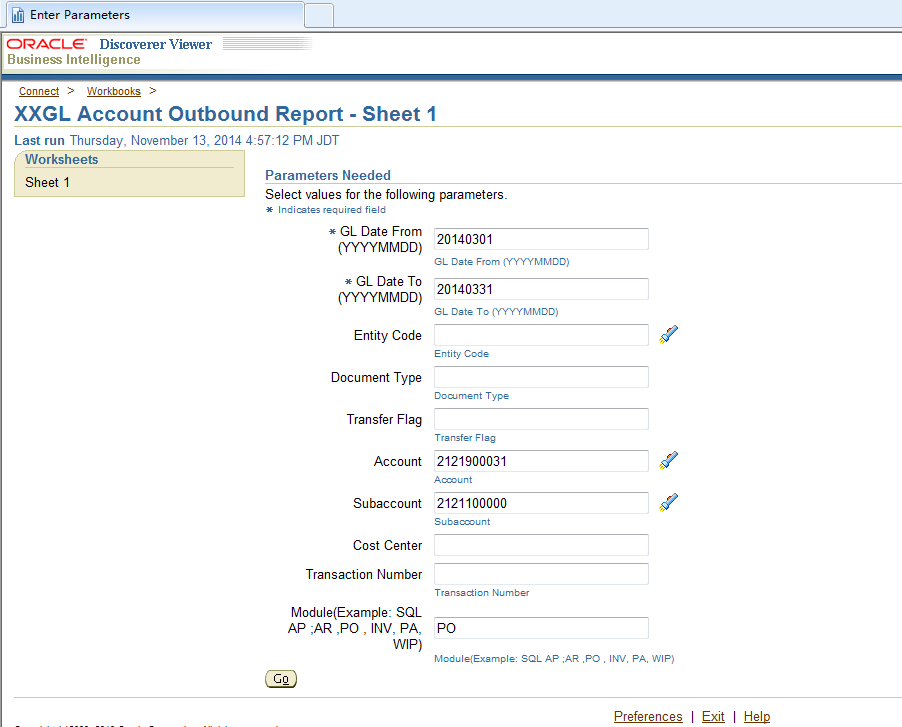 Enter Parameters
ORACLE Discoverer Viewer
Business Intelligence
Connect > Workbooks >
XXGL Account Outbound Report - Sheet 1
Last run Thursday, November 13, 2014 4:57:12 PM JDT
Worksheets
Sheet 1
Parameters Needed
Select values for the following parameters.
* Indicates required field
* GL Date From
(YYYYMMDD)
20140301
GL Date From (YYYYMMDD)
* GL Date To
(YYYYMMDD)
20140331
GL Date To (YYYYMMDD)
Entity Code
Entity Code
Document Type
Document Type
Transfer Flag
Transfer Flag
Account 2121900031
Account
Subaccount 2121100000
Subaccount
Cost Center
Transaction Number
Transaction Number
Module(Example: SQL
AP ;AR ,PO , INV, PA,
WIP)
PO
Module(Example: SQL AP ;AR ,PO , INV, PA, WIP)
Go
Preferences | Exit | Help